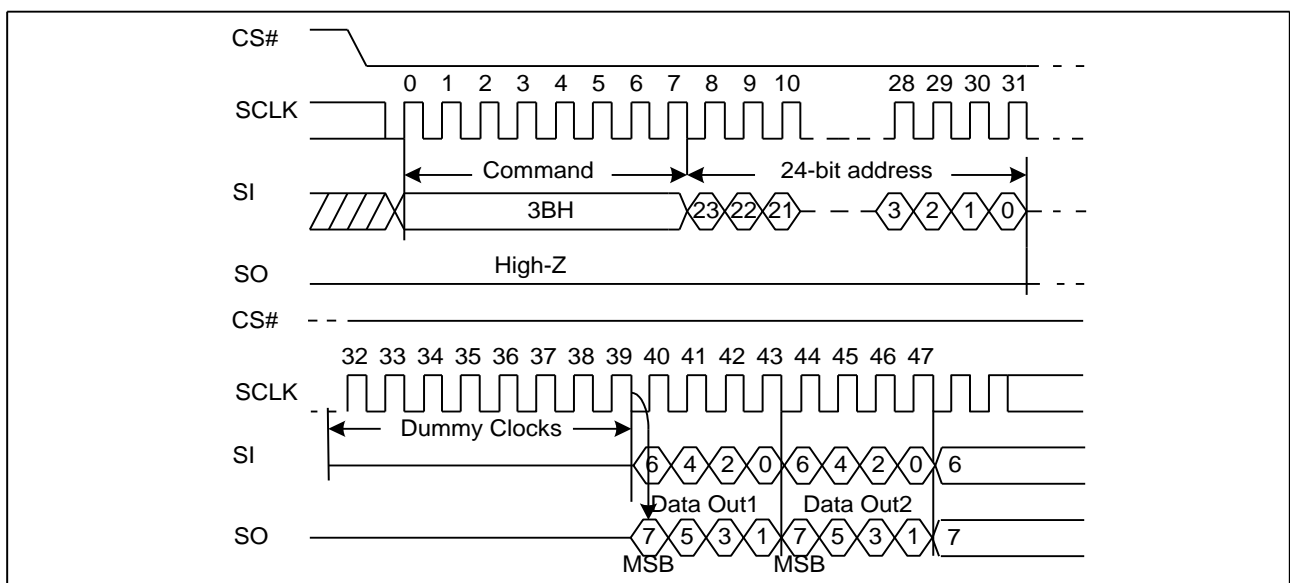 CS#
0 1 2 3 4 5 6 7 8 9 10 28 29 30 31
SCLK
Command 24-bit address
SI 3BH 23 22 21 3 2 1 0
High-Z
SO
CS#
32 33 34 35 36 37 38 39 40 41 42 43 44 45 46 47
SCLK
Dummy Clocks
SI 6 4 2 0 6 4 2 0 6
Data Out1 Data Out2
SO 7 5 3 1 7 5 3 1 7
MSB MSB